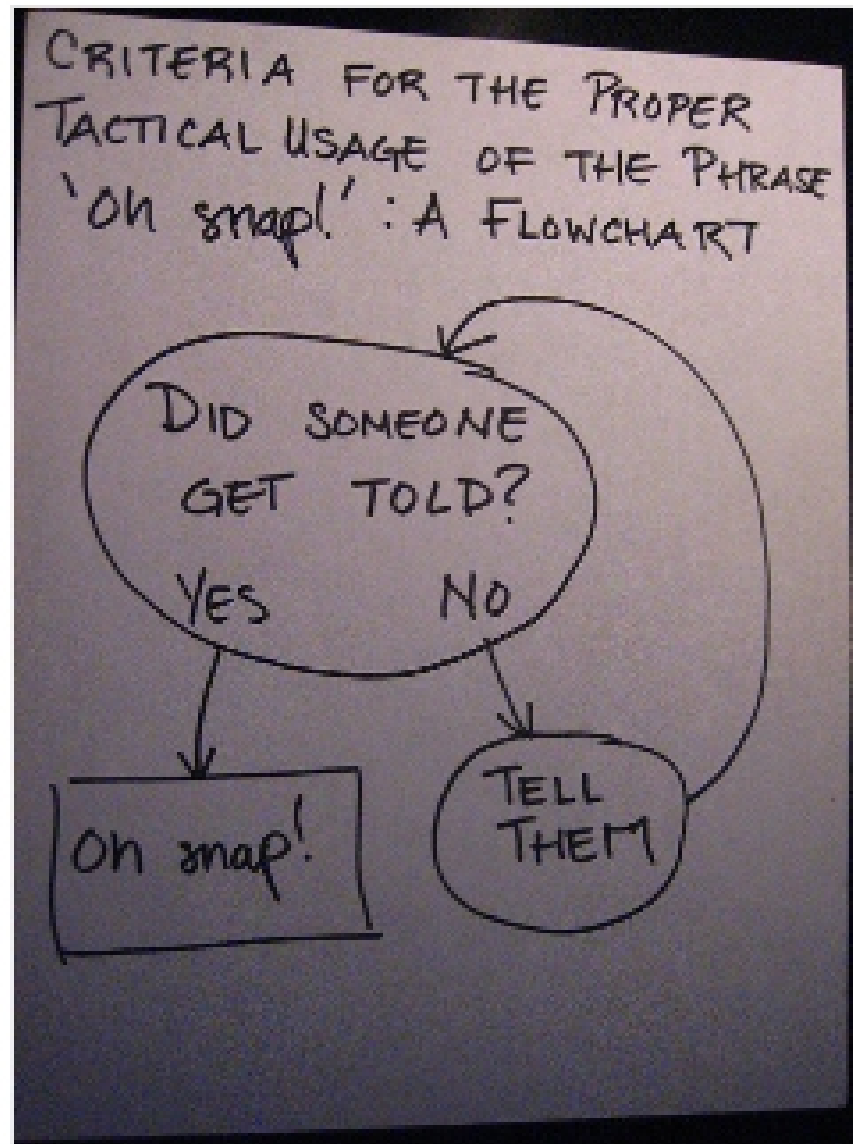 CRITERIA FOR THE PROPER
TACTICAL USAGE OF THE PHRASE
'Oh snap!': A FLOWCHART
DID SOMEONE
GET TOLD?
YES NO
TELL
THEM
Oh snap!